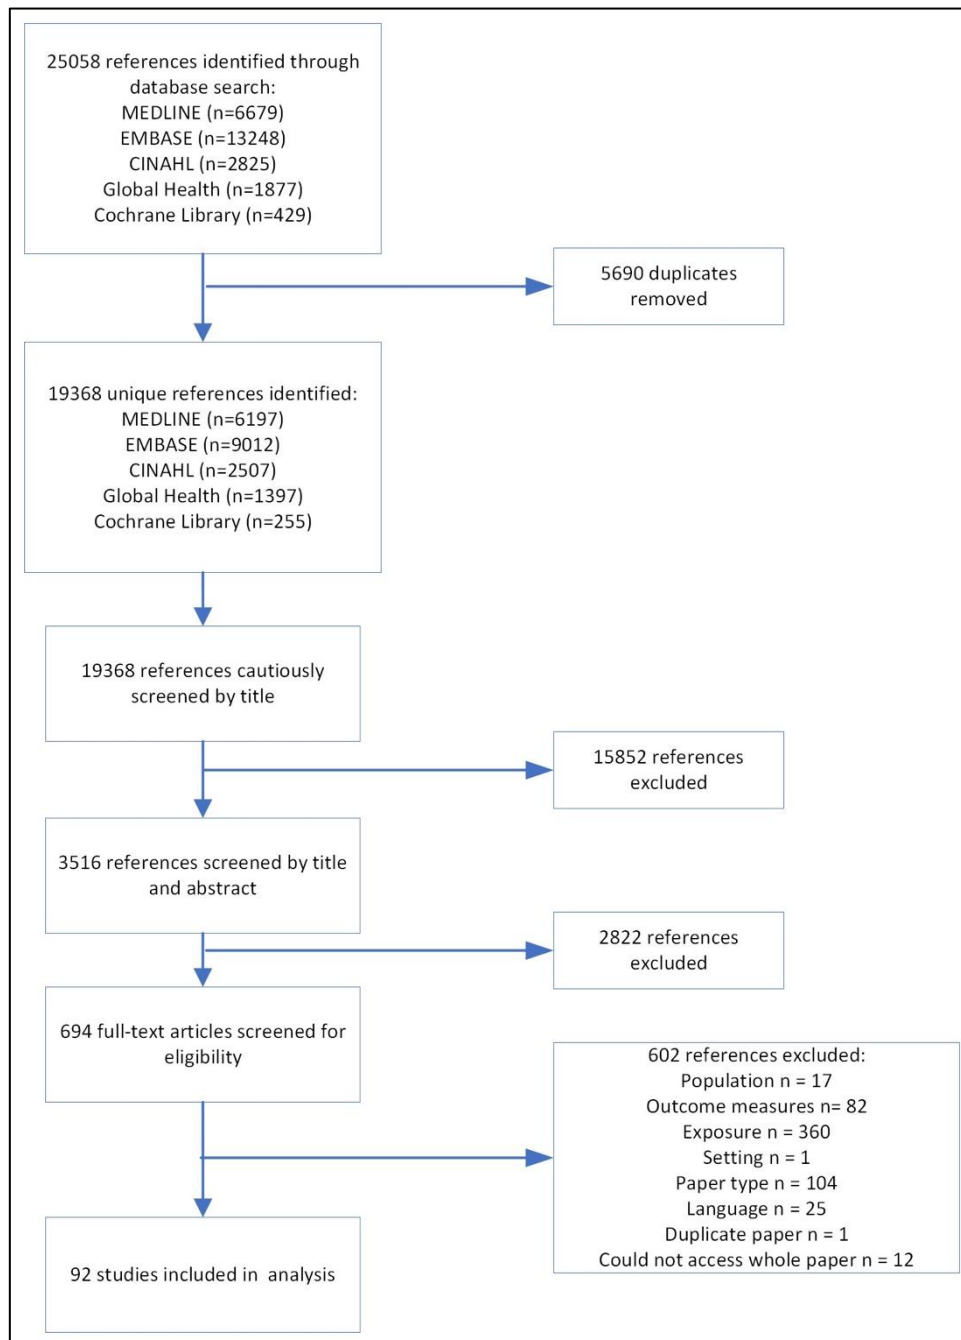 25058 references identified through
database search:
MEDLINE (n=6679)
EMBASE (n=13248)
CINAHL (n=2825)
Global Health (n=1877)
Cochrane Library (n=429)
5690 duplicates
removed
19368 unique references identified:
MEDLINE (n=6197)
EMBASE (n=9012)
CINAHL (n=2507)
Global Health (n=1397)
Cochrane Library (n=255)
19368 references cautiously
screened by title
15852 references
excluded
3516 references screened by title
and abstract
2822 references
excluded
694 full-text articles screened for
eligibility
602 references excluded:
Population n = 17
Outcome measures n= 82
Exposure n = 360
Setting n = 1
Paper type n = 104
Language n = 25
Duplicate paper n = 1
Could not access whole paper n = 12
92 studies included in analysis